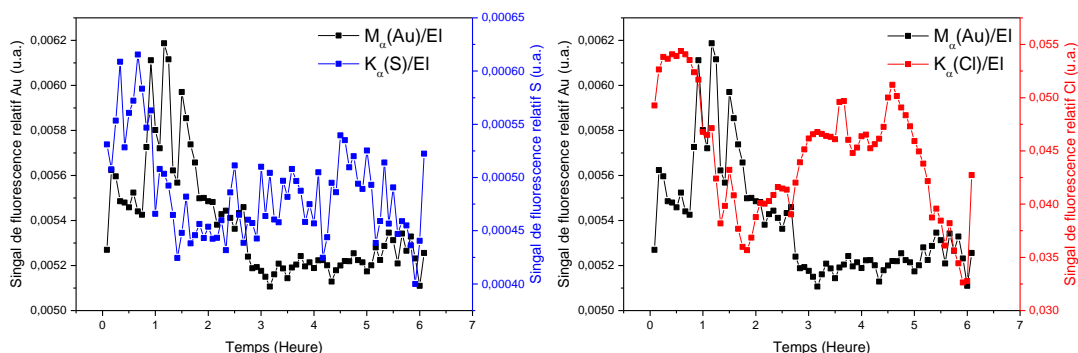 0,0062
0,0060
0,0058
0,0056
0,0054
0,0052
0,0050
Singal de fluorescence relatif Au (u.a.)
Mα(Au)/El
Kα(S)/El
0,00065
0,00060
0,00055
0,00050
0,00045
0,00040
Singal de fluorescence relatif S (u.a.)
0 1 2 3 4 5 6 7
Temps (Heure)
0,0062
0,0060
0,0058
0,0056
0,0054
0,0052
0,0050
Singal de fluorescence relatif Au (u.a.)
Mα(Au)/El
Kα(Cl)/El
0,055
0,050
0,045
0,040
0,035
0,030
Singal de fluorescence relatif Cl (u.a.)
0 1 2 3 4 5 6 7
Temps (Heure)